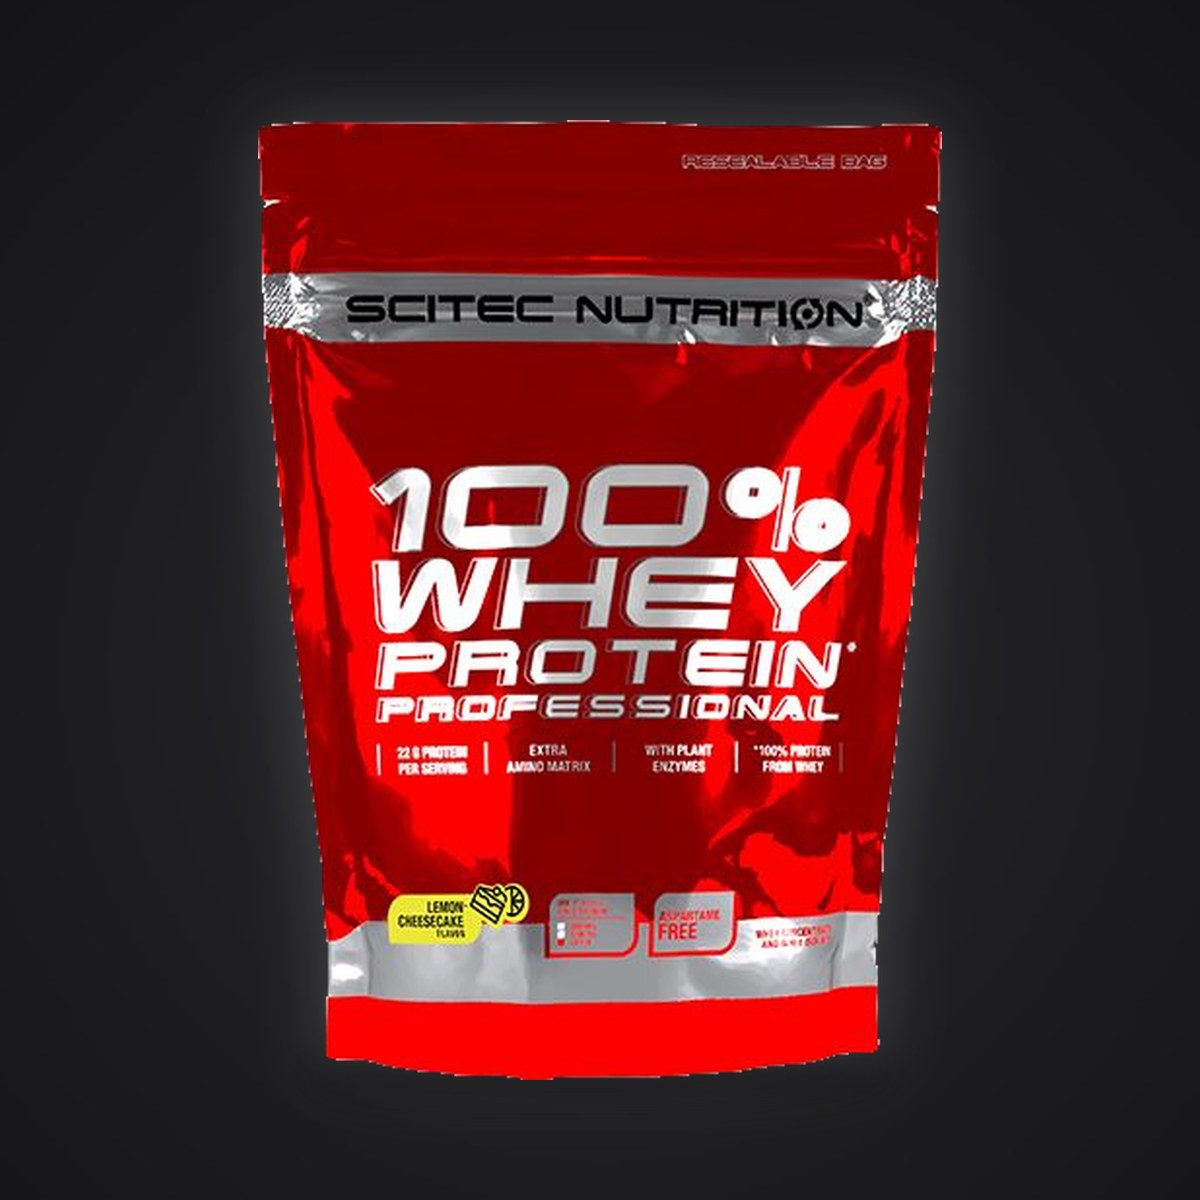 RESEALABLE BAG
SCITEC NUTRITION
100%
WHEY
PROTEIN*
PROFESSIONAL
22 G PROTEIN
PER SERVING
EXTRA
AMINO MATRIX
WITH PLANT
ENZYMES
*100% PROTEIN
FROM WHEY
LEMON-
CHEESECAKE
FLAVOR
ASPARTAME
FREE